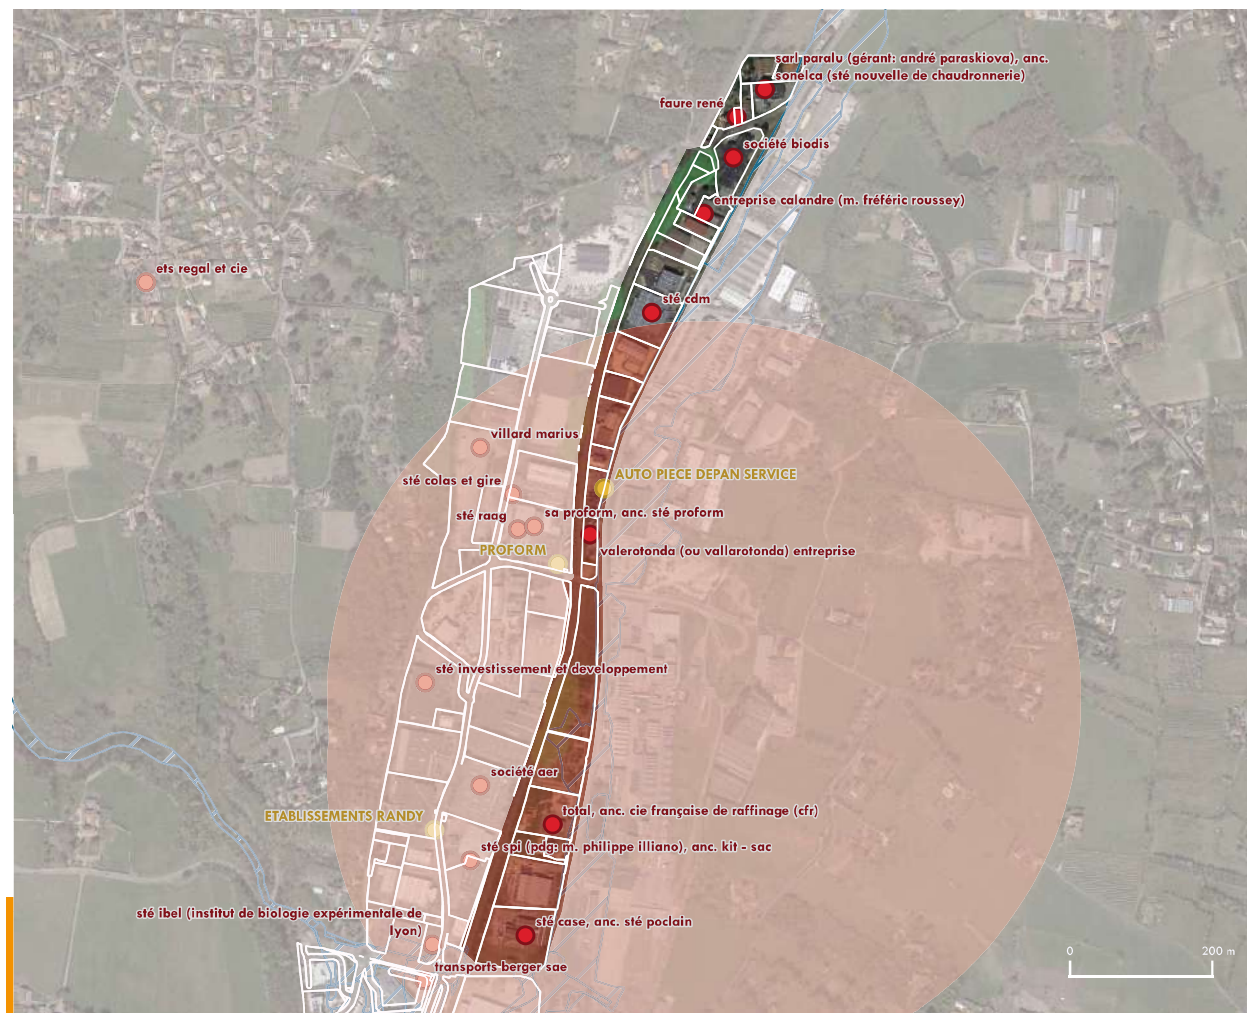 sarl paralu (gérant: andré paraskiova), anc.
sonelca (sté nouvelle de chaudronnerie)
faure rené
société biodis
entreprise calandre (m. fréféric roussey)
ets regal et cie
sté cdm
villard marius
AUTO PIECE DEPAN SERVICE
sté colas et gire
sté raag
sa proform, anc. sté proform
PROFORM
valerotonda (ou vallarotonda) entreprise
sté investissement et developpement
société aer
total, anc. cie française de raffinage (cfr)
ETABLISSEMENTS RANDY
sté spi (pdg: m. philippe illiano), anc. kit - sac
sté ibel (institut de biologie expérimentale de
lyon)
sté case, anc. sté poclain
transports berger sae
0 200 m